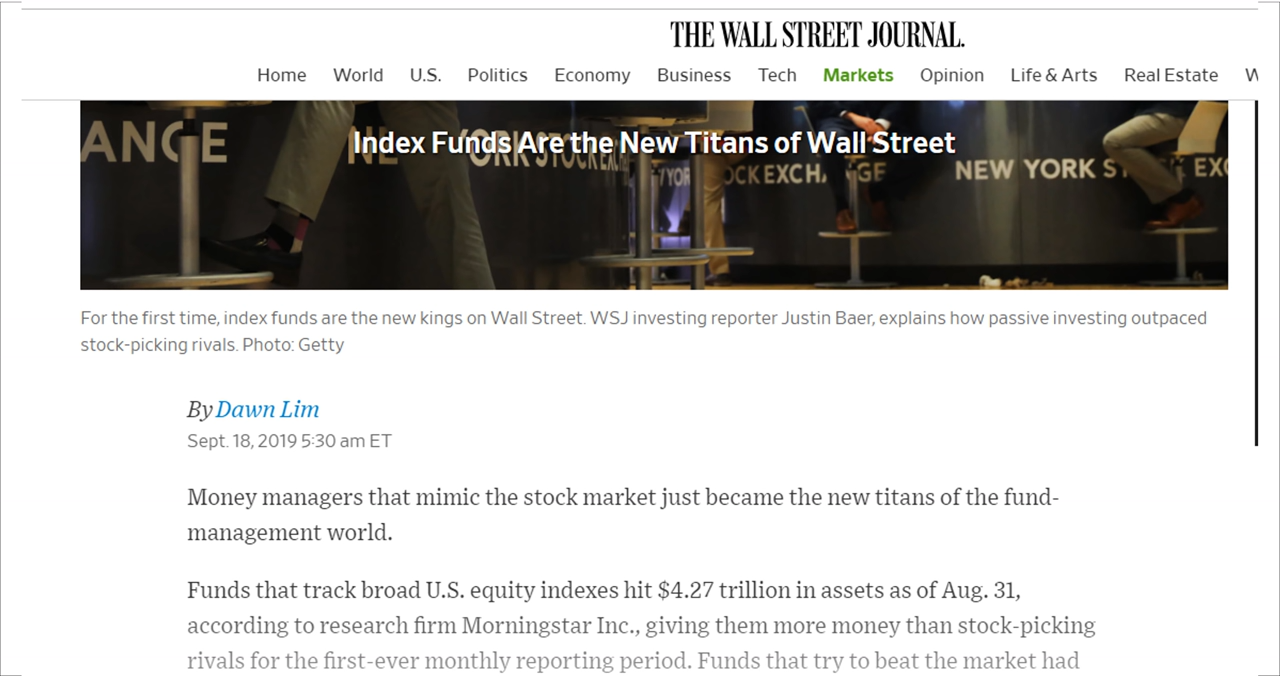 THE WALL STREET JOURNAL.
Home World U.S. Politics Economy Business Tech Markets Opinion Life & Arts Real Estate W
ANGE
Index Funds Are the New Titans of Wall Street
NEW YORK
For the first time, index funds are the new kings on Wall Street. WSJ investing reporter Justin Baer, explains how passive investing outpaced
stock-picking rivals. Photo: Getty
By Dawn Lim
Sept. 18, 2019 5:30 am ET
Money managers that mimic the stock market just became the new titans of the fund-
management world.
Funds that track broad U.S. equity indexes hit $4.27 trillion in assets as of Aug. 31,
according to research firm Morningstar Inc., giving them more money than stock-picking
rivals for the first-ever monthly reporting period. Funds that try to beat the market had